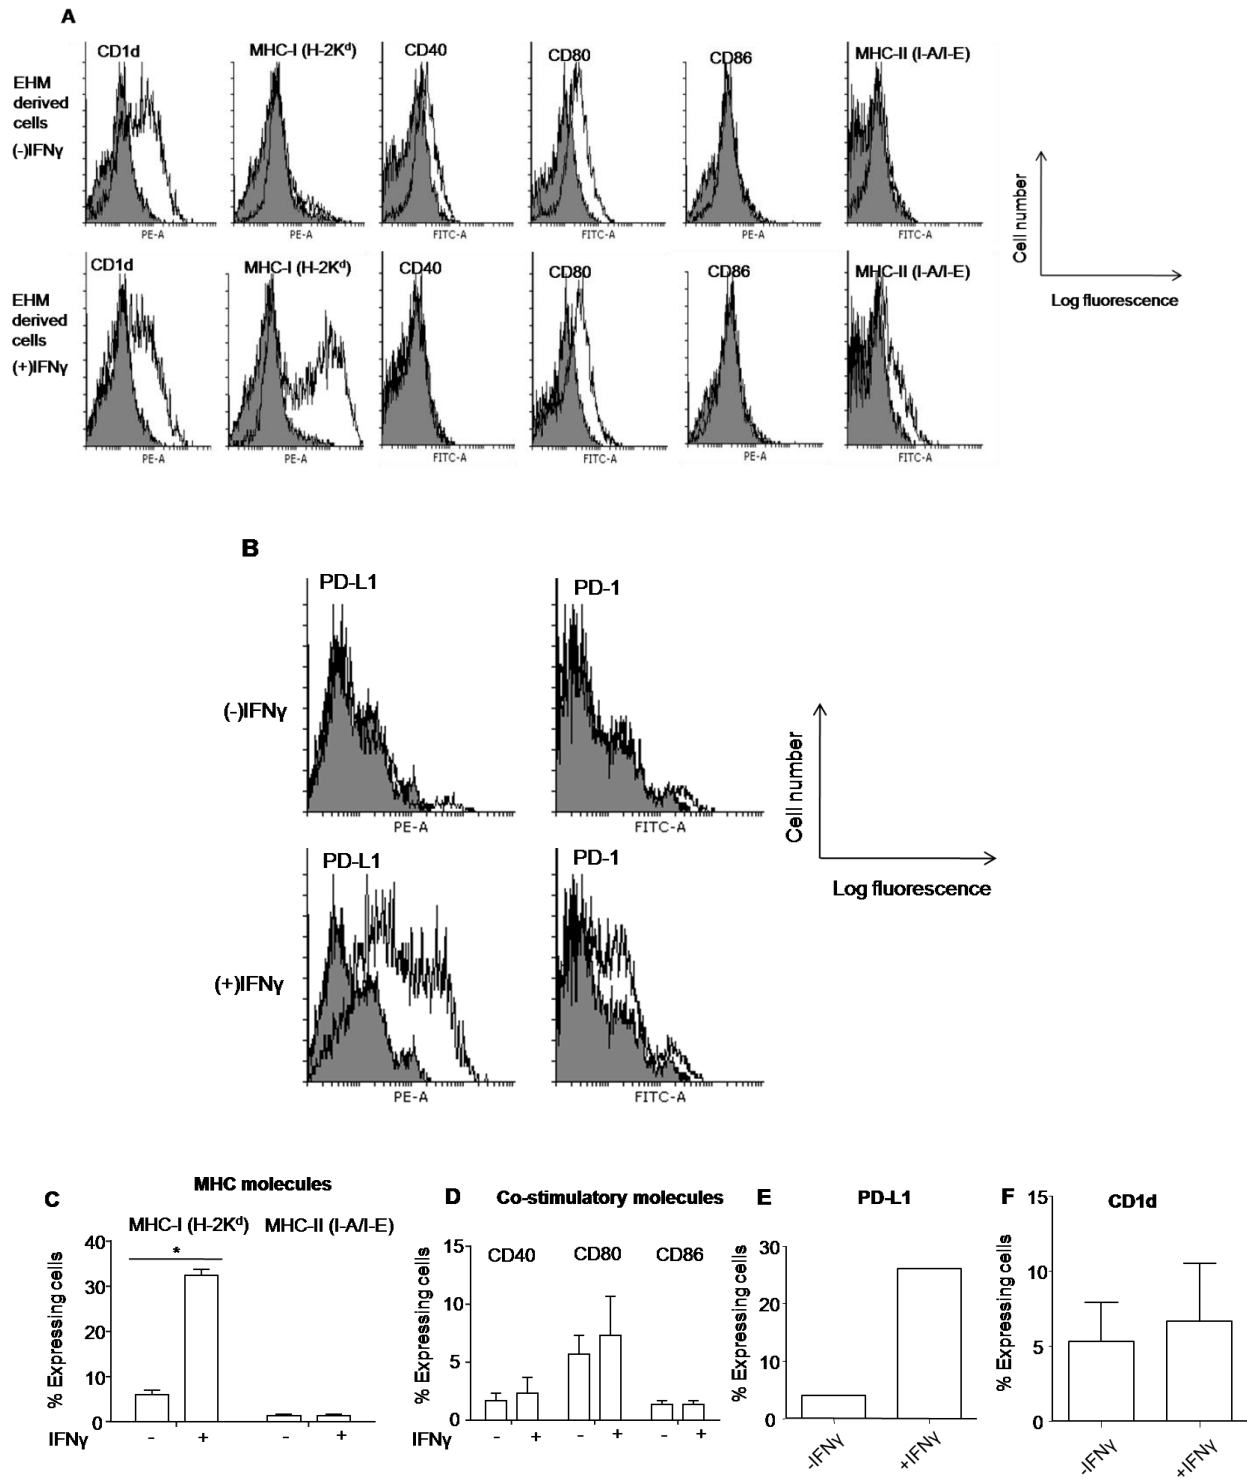 A
CD1d MHC-I (H-2Kᵈ) CD40 CD80 CD86 MHC-II (I-A/I-E)
EHM
derived
cells
(-)IFNγ
PE-A PE-A FITC-A FITC-A PE-A FITC-A
Cell number
Log fluorescence
CD1d MHC-I (H-2Kᵈ) CD40 CD80 CD86 MHC-II (I-A/I-E)
EHM
derived
cells
(+)IFNγ
PE-A PE-A FITC-A FITC-A PE-A FITC-A
B
PD-L1 PD-1
(-)IFNγ
PE-A FITC-A
Cell number
Log fluorescence
PD-L1 PD-1
(+)IFNγ
PE-A FITC-A
C MHC molecules
MHC-I (H-2Kᵈ) MHC-II (I-A/I-E)
% Expressing cells
40
30
20
10
0
*
IFNγ - + - +
D Co-stimulatory molecules
CD40 CD80 CD86
% Expressing cells
15
10
5
0
IFNγ - + - + - +
E PD-L1
% Expressing cells
30
20
10
0
-IFNγ +IFNγ
F CD1d
% Expressing cells
15
10
5
0
-IFNγ +IFNγ